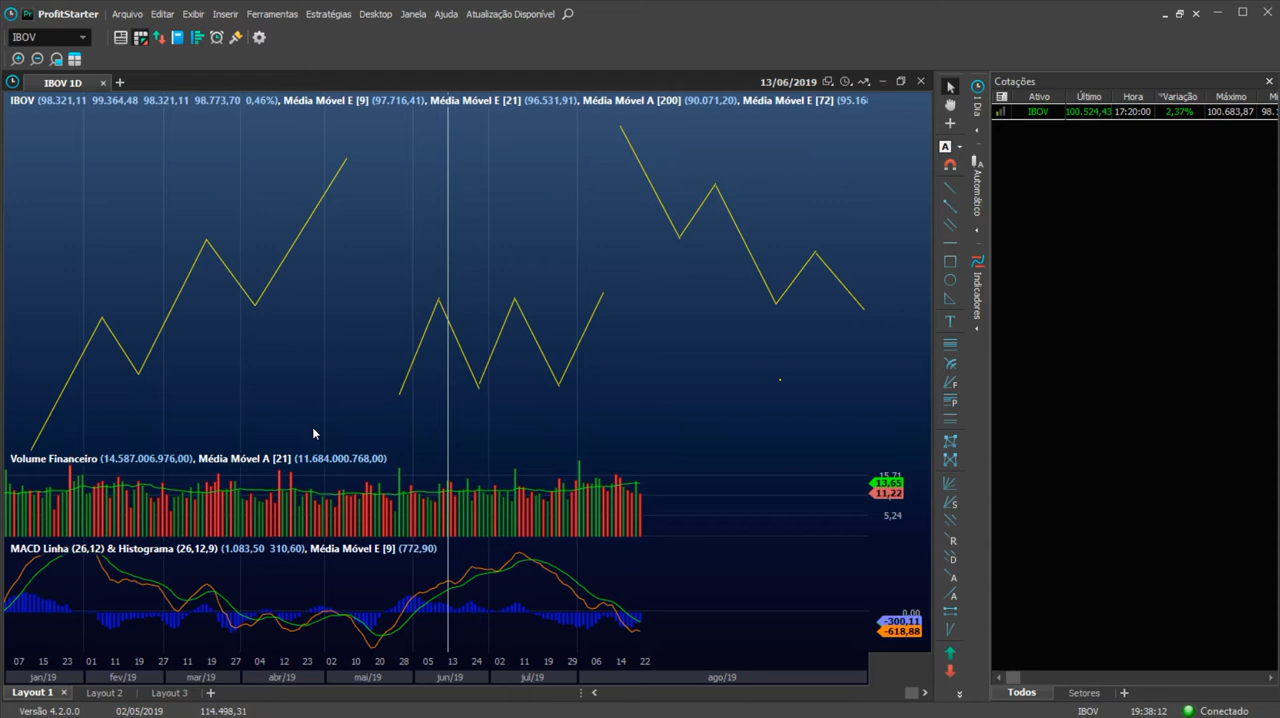 ProfitStarter Arquivo Editar Exibir Inserir Ferramentas Estratégias Desktop Janela Ajuda Atualização Disponível
IBOV
IBOV 1D
13/06/2019
IBOV (98.321,11 99.364,48 98.321,11 98.773,70 0,46%), Média Móvel E [9] (97.716,41), Média Móvel E [21] (96.531,91), Média Móvel A [200] (90.071,20), Média Móvel E [72] (95.16
Volume Financeiro (14.587.006.976,00), Média Móvel A [21] (11.684.000.768,00)
15,71
13,65
11,22
5,24
MACD Linha (26,12) & Histograma (26,12,9) (1.083,50 310,60), Média Móvel E [9] (772,90)
0,00
-300,11
-618,88
07 15 23 01 11 19 27 11 19 27 04 12 23 02 10 20 28 05 13 24 02 10 19 29 06 14 22
jan/19 fev/19 mar/19 abr/19 mai/19 jun/19 jul/19 ago/19
Layout 1 Layout 2 Layout 3
1 Dia
Automático
Indicadores
Cotações
Ativo Último Hora Variação Máximo Mí
IBOV 100.524,43 17:20:00 2,37% 100.683,87 98.
Todos Setores
Versão 4.2.0.0 02/05/2019 114.498,31 IBOV 19:38:12 Conectado